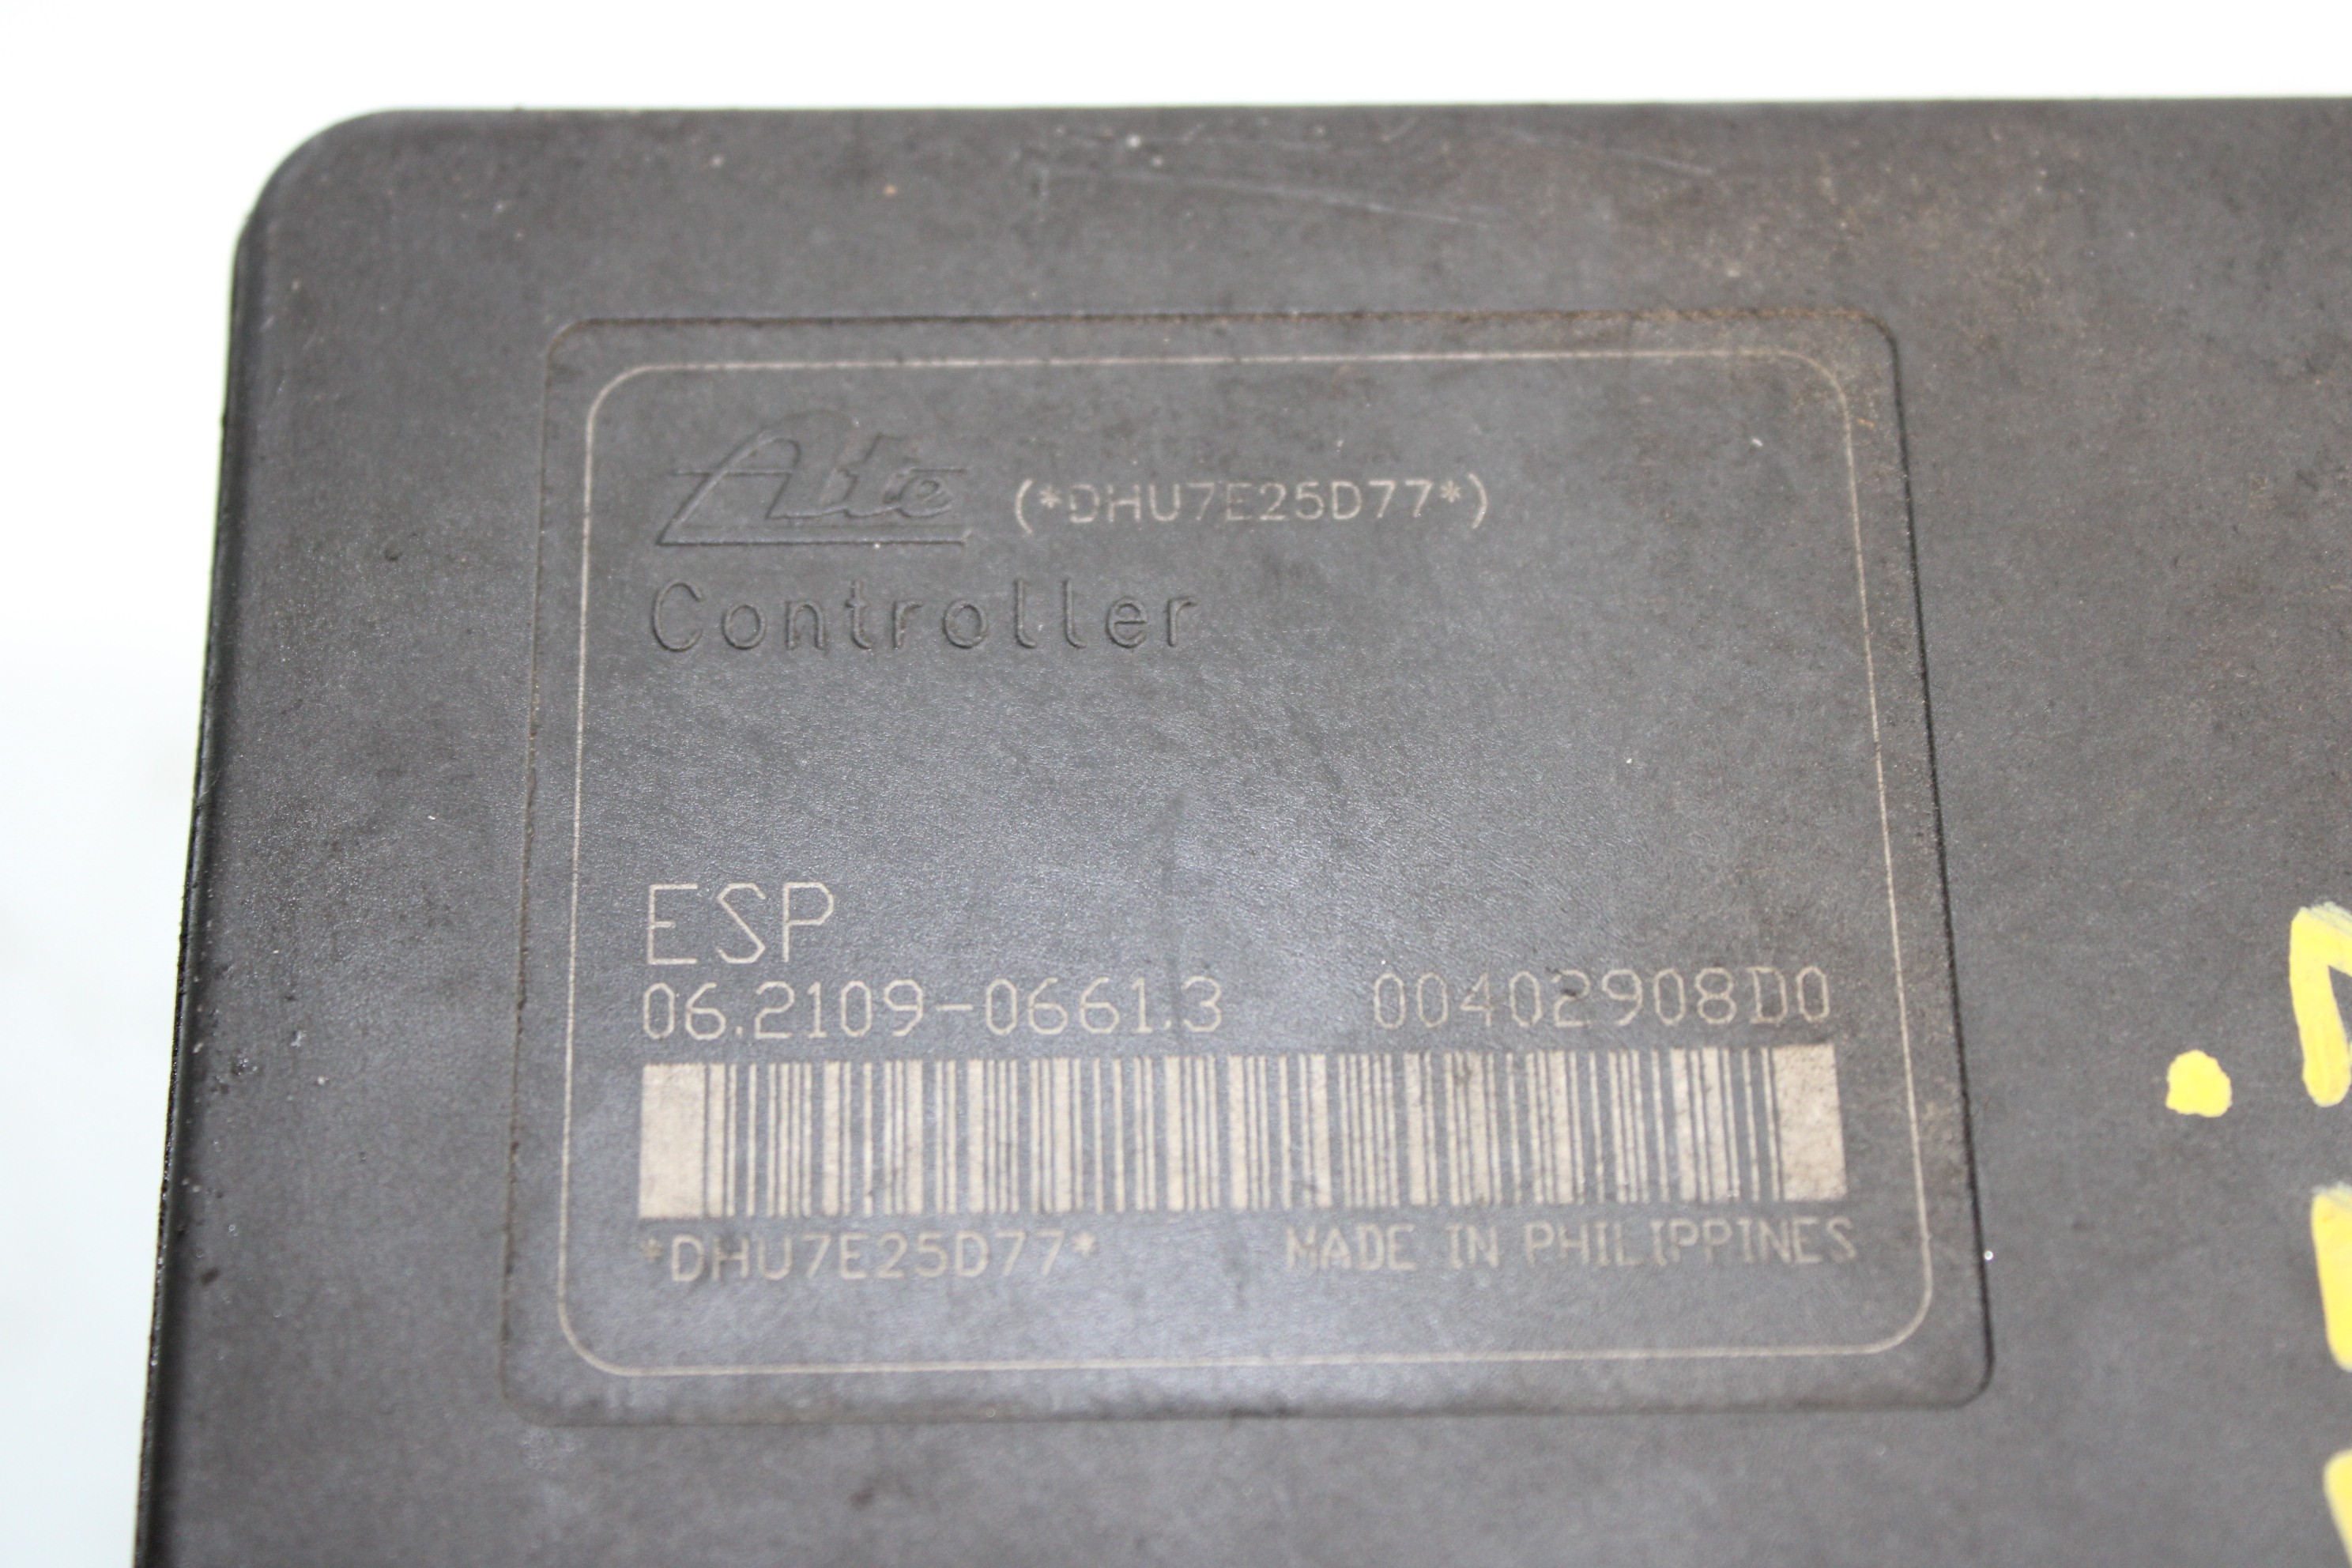 Ate (*DHU7E25D77*)
Controller
ESP
06.2109-0661.3 00402908D0
*DHU7E25D77* MADE IN PHILIPPINES